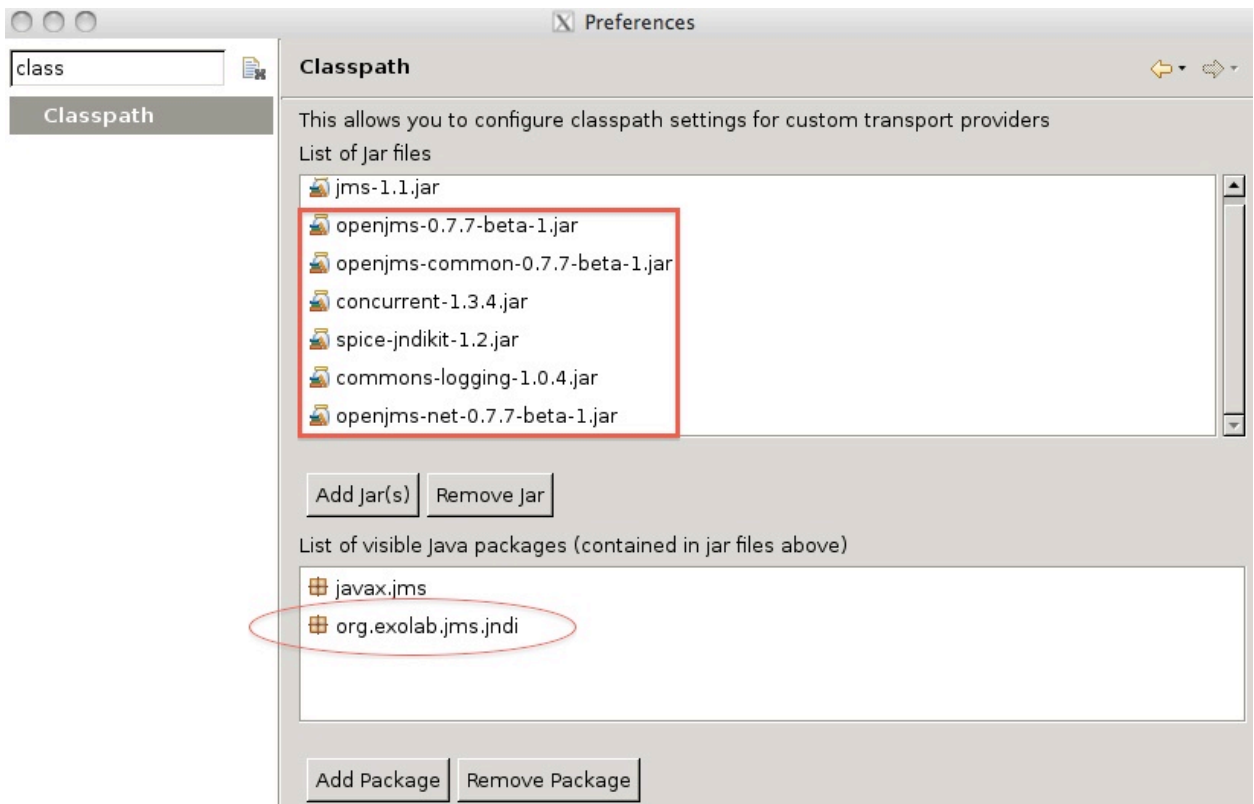 Preferences
class
Classpath
Classpath
This allows you to configure classpath settings for custom transport providers
List of Jar files
jms-1.1.jar
openjms-0.7.7-beta-1.jar
openjms-common-0.7.7-beta-1.jar
concurrent-1.3.4.jar
spice-jndikit-1.2.jar
commons-logging-1.0.4.jar
openjms-net-0.7.7-beta-1.jar
Add Jar(s) Remove Jar
List of visible Java packages (contained in jar files above)
javax.jms
org.exolab.jms.jndi
Add Package Remove Package